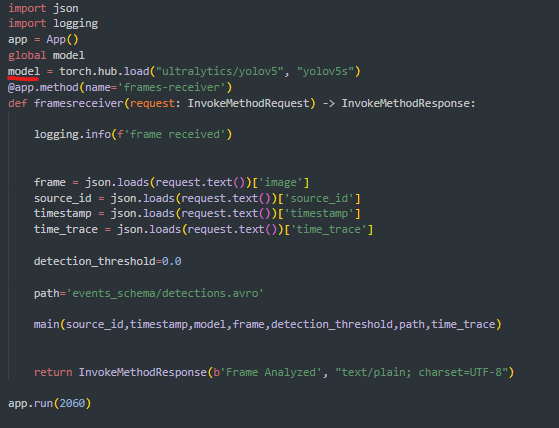 import json
import logging
app = App()
global model
model = torch.hub.load("ultralytics/yolov5", "yolov5s")
@app.method(name='frames-receiver')
def framesreceiver(request: InvokeMethodRequest) -> InvokeMethodResponse:
logging.info(f'frame received')
frame = json.loads(request.text())['image']
source_id = json.loads(request.text())['source_id']
timestamp = json.loads(request.text())['timestamp']
time_trace = json.loads(request.text())['time_trace']
detection_threshold=0.0
path='events_schema/detections.avro'
main(source_id,timestamp,model,frame,detection_threshold,path,time_trace)
return InvokeMethodResponse(b'Frame Analyzed', "text/plain; charset=UTF-8")
app.run(2060)